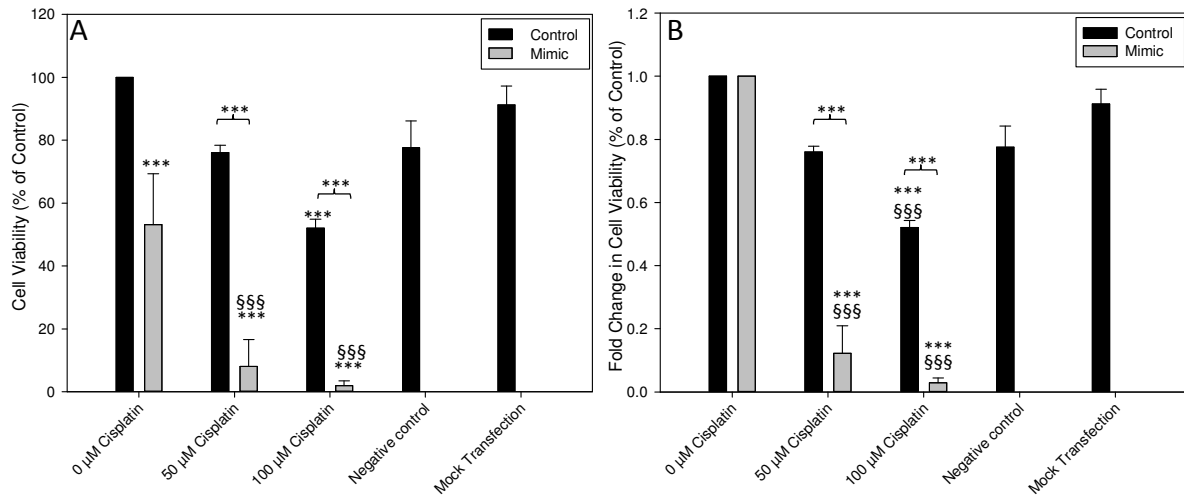 A
Control
Mimic
Cell Viability (% of Control)
120
100
80
60
40
20
0
***
***
§§§
***
***
***
§§§
***
0 µM Cisplatin
50 µM Cisplatin
100 µM Cisplatin
Negative control
Mock Transfection
B
Control
Mimic
Fold Change in Cell Viability (% of Control)
1.2
1.0
0.8
0.6
0.4
0.2
0.0
***
***
§§§
***
***
§§§
***
§§§
0 µM Cisplatin
50 µM Cisplatin
100 µM Cisplatin
Negative control
Mock Transfection